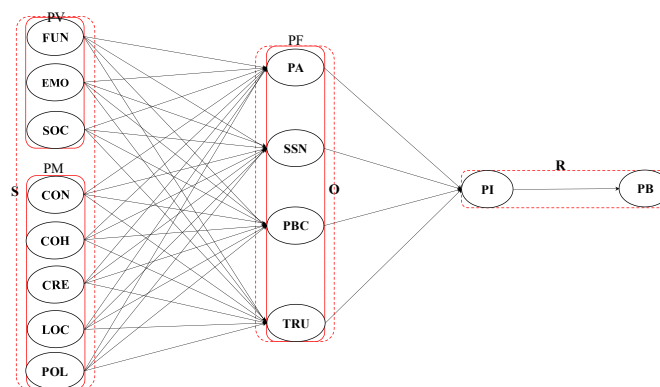 PV
FUN
EMO
SOC
PM
S
CON
COH
CRE
LOC
POL
PF
PA
SSN
O
PBC
TRU
R
PI
PB